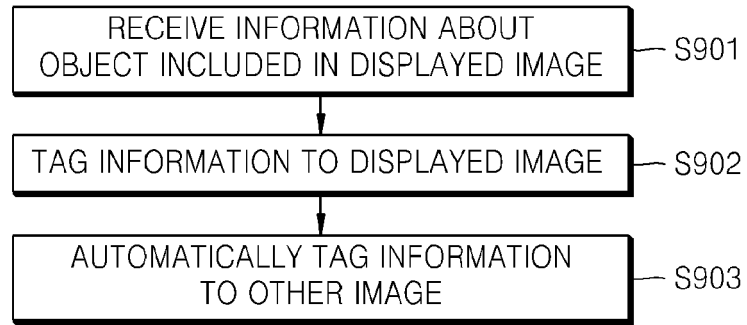 RECEIVE INFORMATION ABOUT
OBJECT INCLUDED IN DISPLAYED IMAGE
S901
TAG INFORMATION TO DISPLAYED IMAGE
S902
AUTOMATICALLY TAG INFORMATION
TO OTHER IMAGE
S903